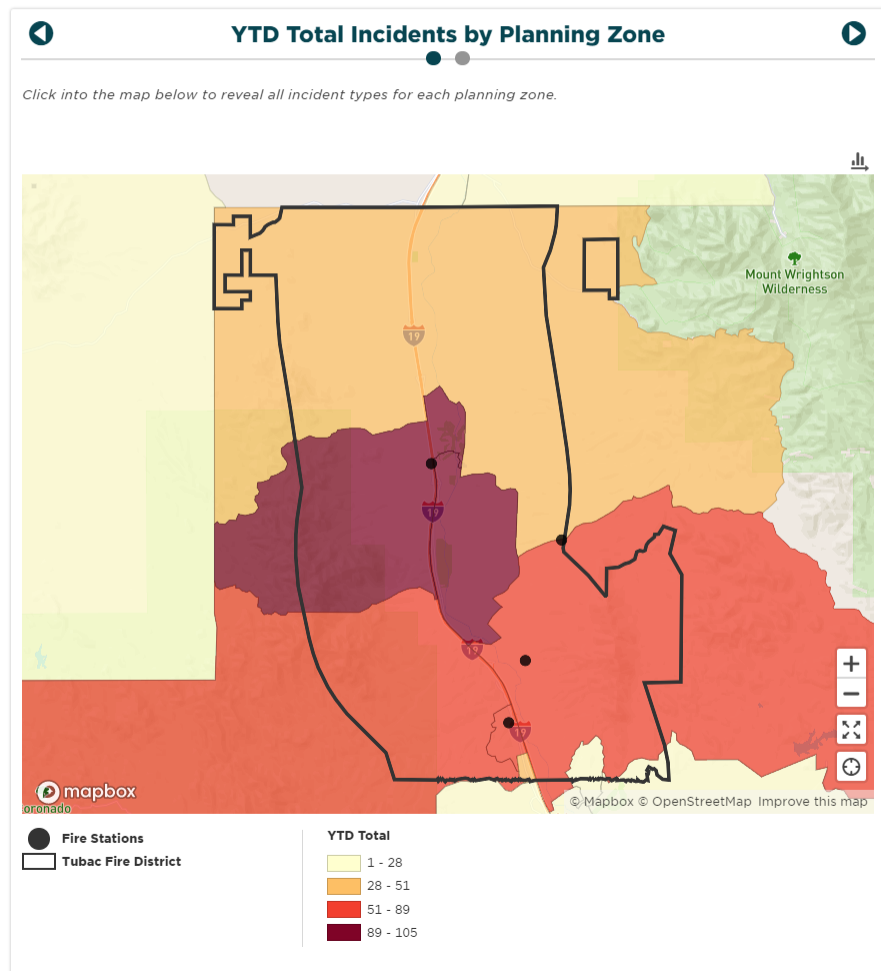 YTD Total Incidents by Planning Zone
Click into the map below to reveal all incident types for each planning zone.
Mount Wrightson
Wilderness
19
19
19
19
mapbox
oronado
© Mapbox © OpenStreetMap Improve this map
Fire Stations
Tubac Fire District
YTD Total
1 - 28
28 - 51
51 - 89
89 - 105